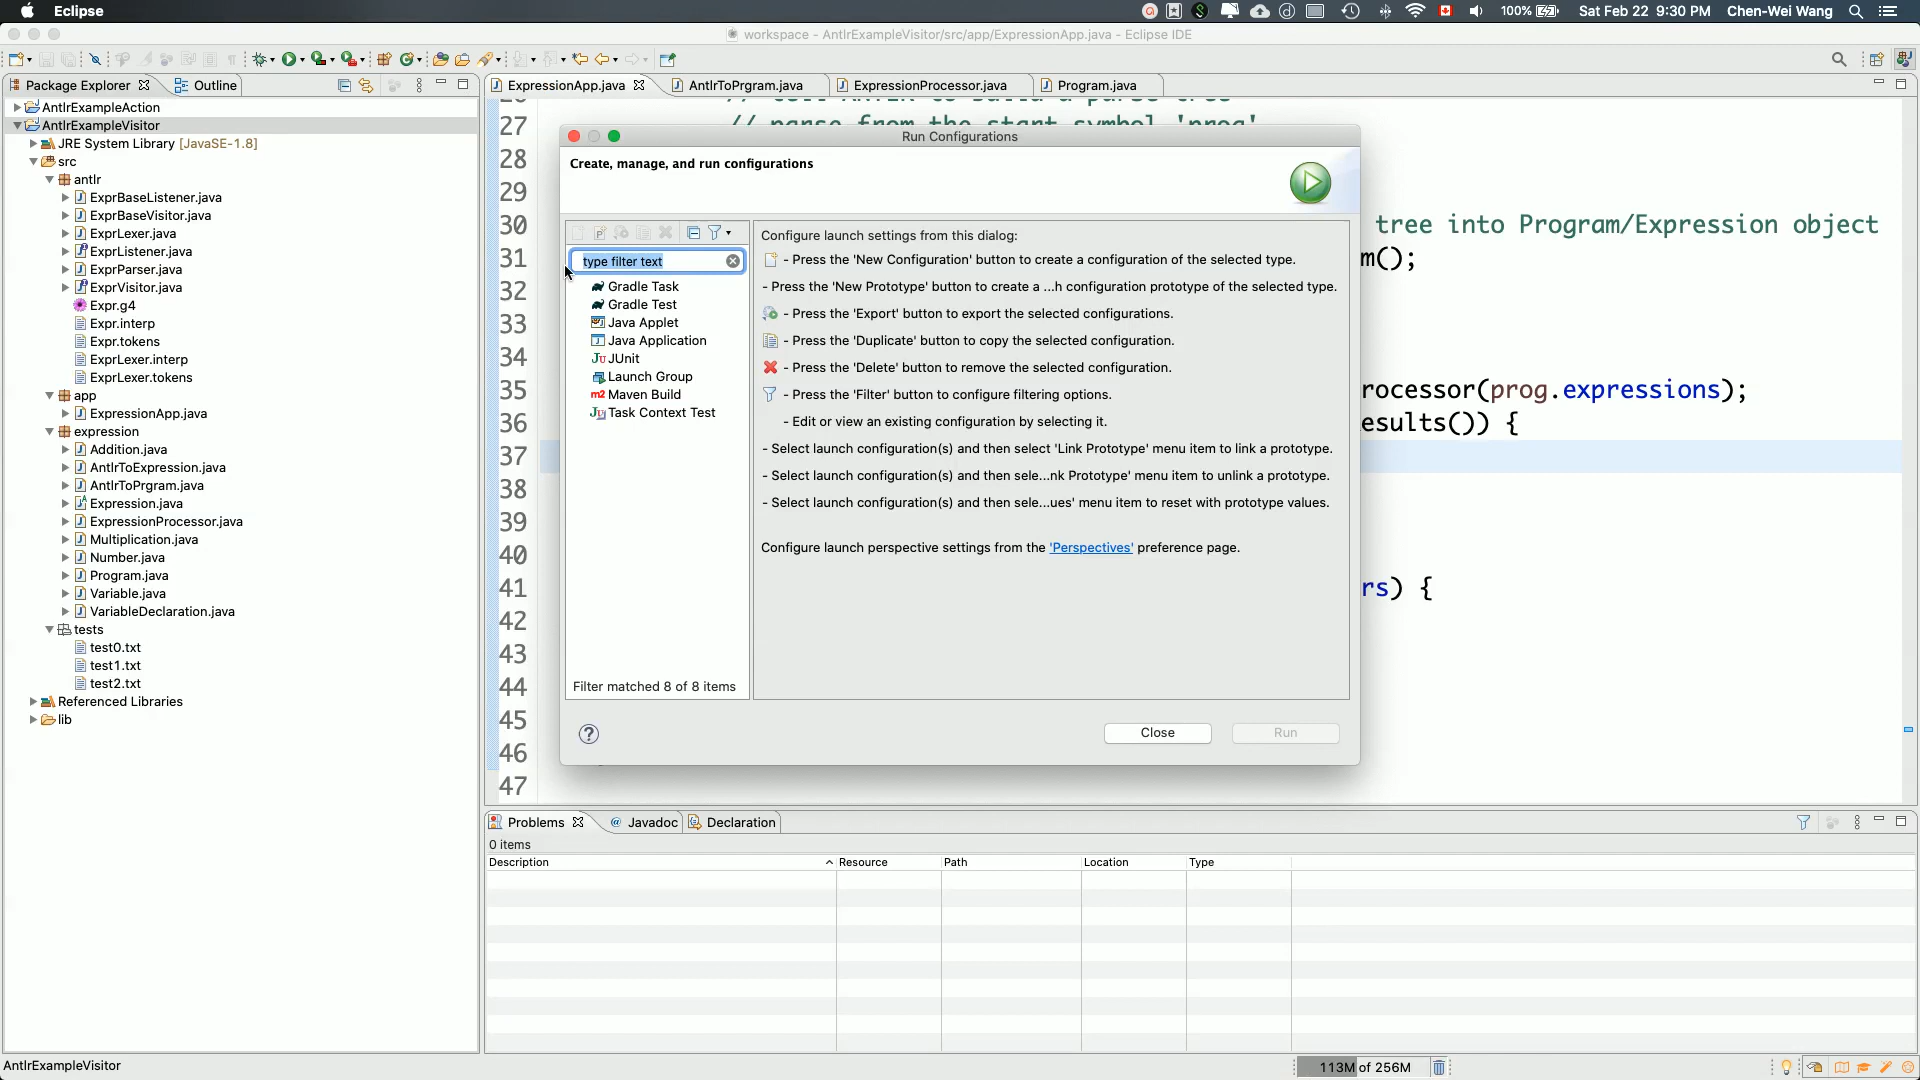 Eclipse
100%
Sat Feb 22 9:30 PM
Chen-Wei Wang
workspace - AntlrExampleVisitor/src/app/ExpressionApp.java - Eclipse IDE
Package Explorer
Outline
AntlrExampleAction
AntlrExampleVisitor
JRE System Library [JavaSE-1.8]
src
antlr
ExprBaseListener.java
ExprBaseVisitor.java
ExprLexer.java
ExprListener.java
ExprParser.java
ExprVisitor.java
Expr.g4
Expr.interp
Expr.tokens
ExprLexer.interp
ExprLexer.tokens
app
ExpressionApp.java
expression
Addition.java
AntlrToExpression.java
AntlrToPrgram.java
Expression.java
ExpressionProcessor.java
Multiplication.java
Number.java
Program.java
Variable.java
VariableDeclaration.java
tests
test0.txt
test1.txt
test2.txt
Referenced Libraries
lib
ExpressionApp.java
AntlrToPrgram.java
ExpressionProcessor.java
Program.java
27 // parse from the start symbol 'prog'
28
29
30 tree into Program/Expression object
31 m();
32
33
34
35 rocessor(prog.expressions);
36 esults()) {
37
38
39
40
41 rs) {
42
43
44
45
46
47
Run Configurations
Create, manage, and run configurations
type filter text
Gradle Task
Gradle Test
Java Applet
Java Application
JUnit
Launch Group
Maven Build
Task Context Test
Filter matched 8 of 8 items
Configure launch settings from this dialog:
- Press the 'New Configuration' button to create a configuration of the selected type.
- Press the 'New Prototype' button to create a ...h configuration prototype of the selected type.
- Press the 'Export' button to export the selected configurations.
- Press the 'Duplicate' button to copy the selected configuration.
- Press the 'Delete' button to remove the selected configuration.
- Press the 'Filter' button to configure filtering options.
- Edit or view an existing configuration by selecting it.
- Select launch configuration(s) and then select 'Link Prototype' menu item to link a prototype.
- Select launch configuration(s) and then sele...nk Prototype' menu item to unlink a prototype.
- Select launch configuration(s) and then sele...ues' menu item to reset with prototype values.
Configure launch perspective settings from the 'Perspectives' preference page.
Close
Run
Problems
Javadoc
Declaration
0 items
Description
Resource
Path
Location
Type
AntlrExampleVisitor
113M of 256M